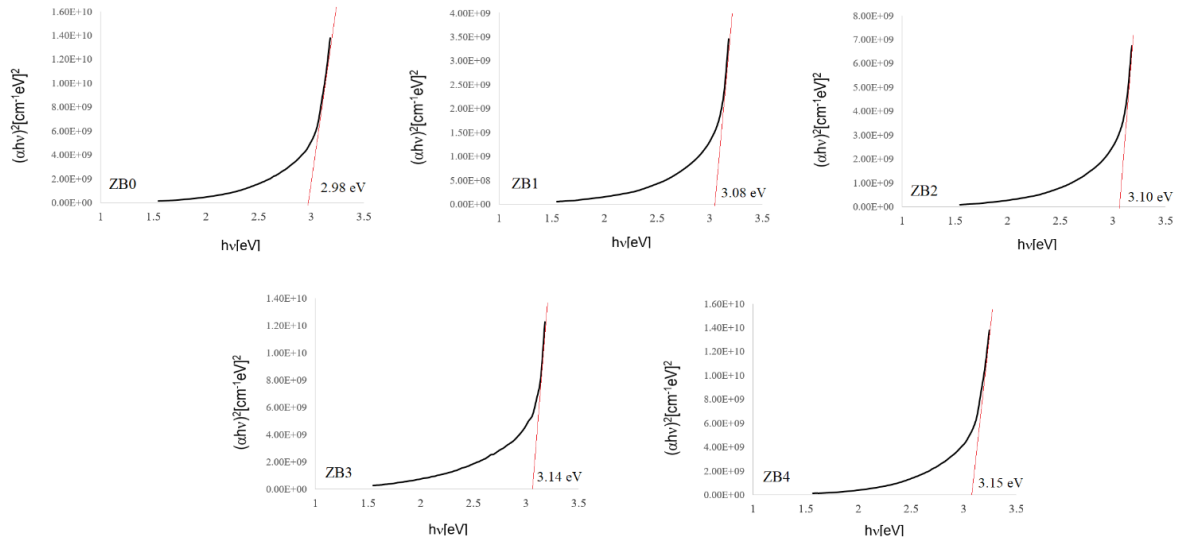 1.60E+10
1.40E+10
1.20E+10
1.00E+10
8.00E+09
6.00E+09
4.00E+09
2.00E+09
0.00E+00
(αhν)²[cm⁻¹eV]²
ZB0
2.98 eV
1 1.5 2 2.5 3 3.5
hν[eV]
4.00E+09
3.50E+09
3.00E+09
2.50E+09
2.00E+09
1.50E+09
1.00E+09
5.00E+08
0.00E+00
(αhν)²[cm⁻¹eV]²
ZB1
3.08 eV
1 1.5 2 2.5 3 3.5
hν[eV]
8.00E+09
7.00E+09
6.00E+09
5.00E+09
4.00E+09
3.00E+09
2.00E+09
1.00E+09
0.00E+00
(αhν)²[cm⁻¹eV]²
ZB2
3.10 eV
1 1.5 2 2.5 3 3.5
hν[eV]
1.40E+10
1.20E+10
1.00E+10
8.00E+09
6.00E+09
4.00E+09
2.00E+09
0.00E+00
(αhν)²[cm⁻¹eV]²
ZB3
3.14 eV
1 1.5 2 2.5 3 3.5
hν[eV]
1.60E+10
1.40E+10
1.20E+10
1.00E+10
8.00E+09
6.00E+09
4.00E+09
2.00E+09
0.00E+00
(αhν)²[cm⁻¹eV]²
ZB4
3.15 eV
1 1.5 2 2.5 3 3.5
hν[eV]